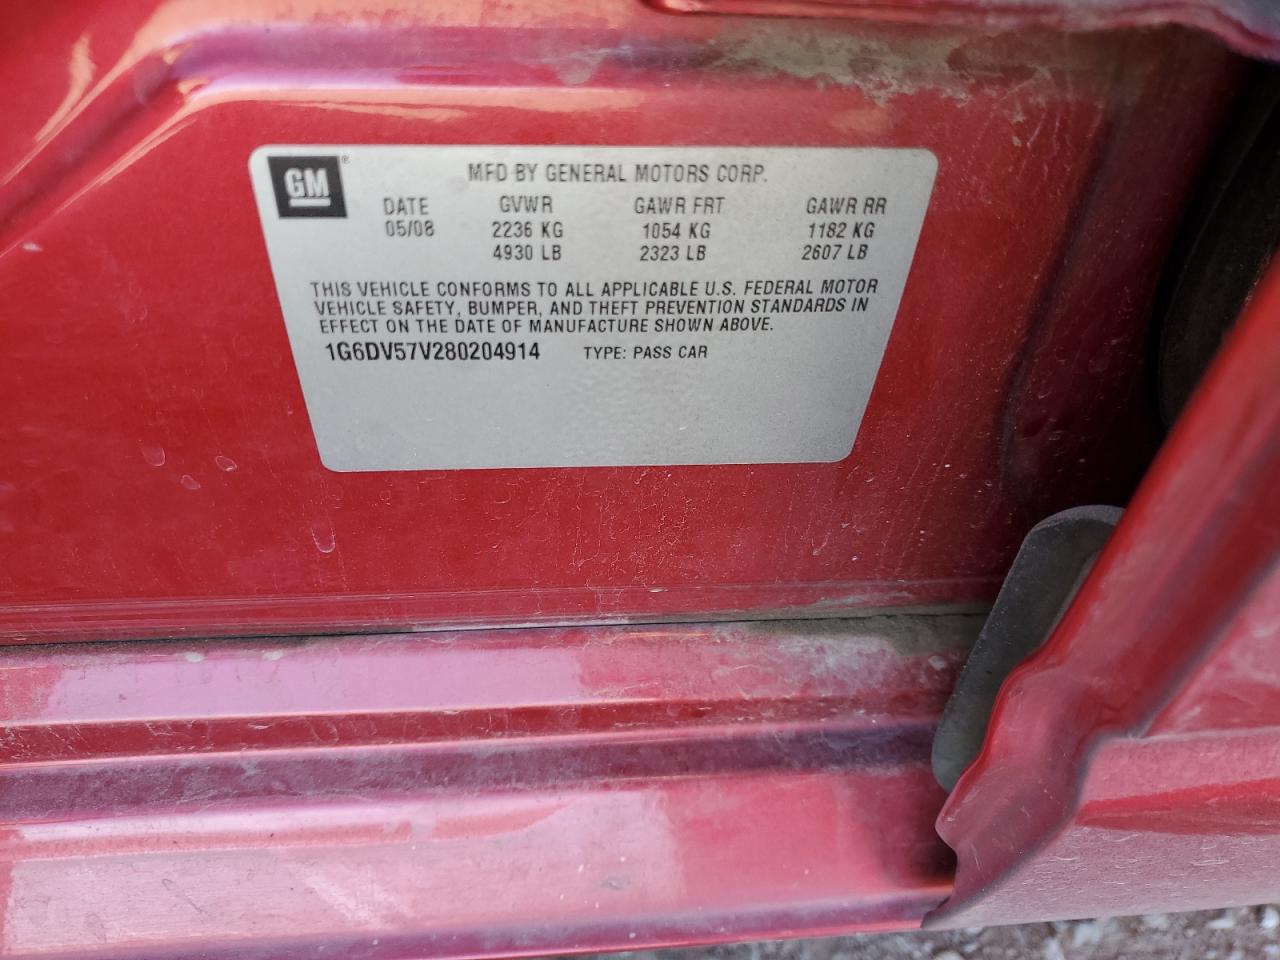 GM®
MFD BY GENERAL MOTORS CORP.
DATE GVWR GAWR FRT GAWR RR
05/08 2236 KG 1054 KG 1182 KG
4930 LB 2323 LB 2607 LB
THIS VEHICLE CONFORMS TO ALL APPLICABLE U.S. FEDERAL MOTOR
VEHICLE SAFETY, BUMPER, AND THEFT PREVENTION STANDARDS IN
EFFECT ON THE DATE OF MANUFACTURE SHOWN ABOVE.
1G6DV57V280204914 TYPE: PASS CAR